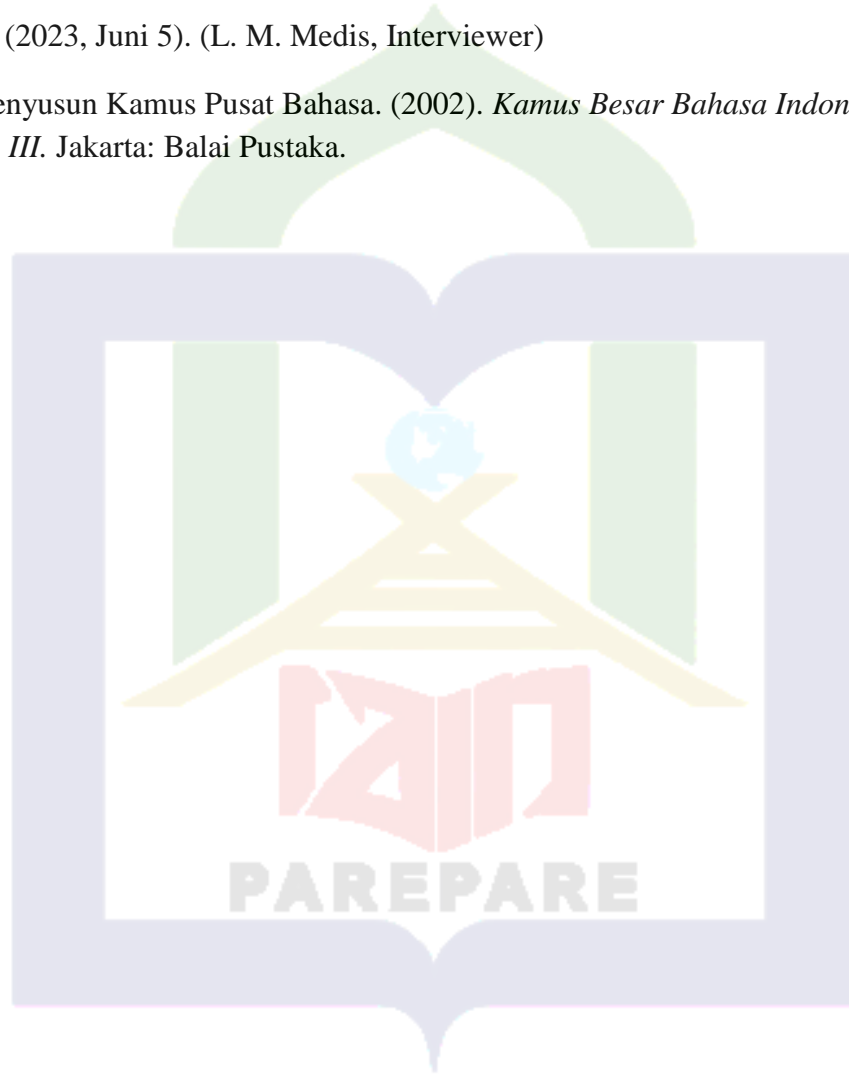 (2023, Juni 5). (L. M. Medis, Interviewer)
enyusun Kamus Pusat Bahasa. (2002). Kamus Besar Bahasa Indon
III. Jakarta: Balai Pustaka.
iain
PAREPARE